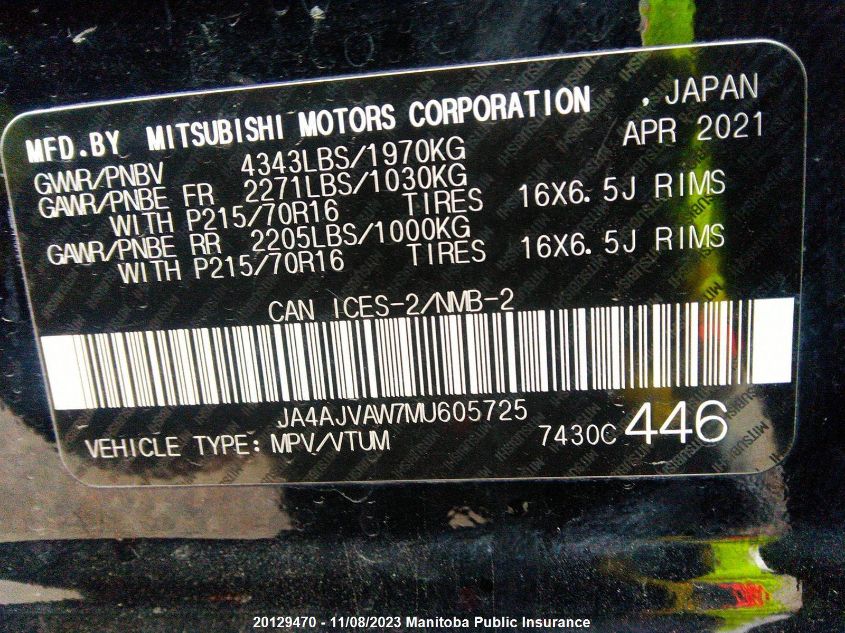 MFD.BY MITSUBISHI MOTORS CORPORATION , JAPAN
GVWR/PNBV 4343LBS/1970KG APR 2021
GAWR/PNBE FR 2271LBS/1030KG
WITH P215/70R16 TIRES 16X6.5J RIMS
GAWR/PNBE RR 2205LBS/1000KG
WITH P215/70R16 TIRES 16X6.5J RIMS
CAN ICES-2/NMB-2
JA4AJVAW7MU605725
VEHICLE TYPE: MPV/VTUM 7430C 446
20129470 - 11/08/2023 Manitoba Public Insurance